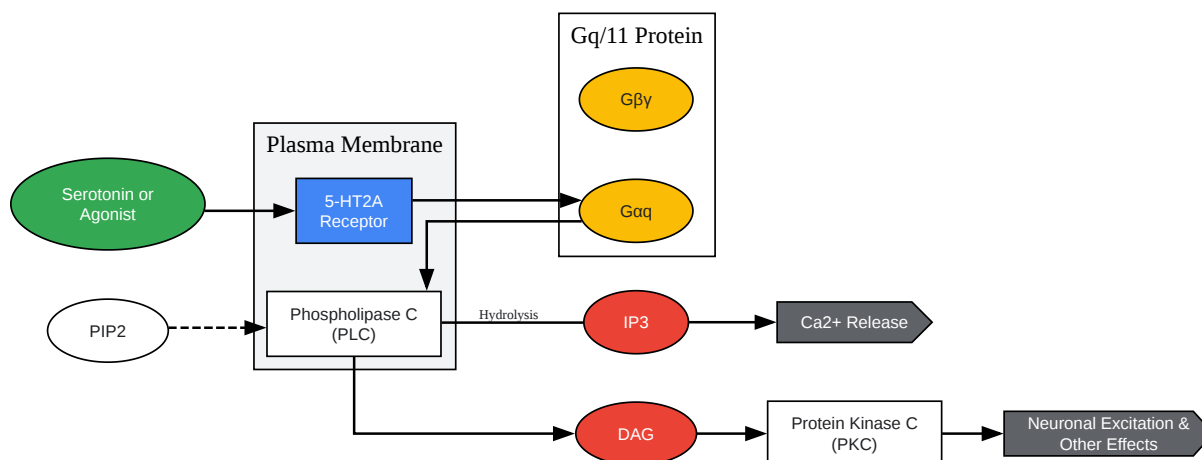 Gq/11 Protein
Gβγ
Plasma Membrane
Serotonin or
Agonist
5-HT2A
Receptor
Gαq
PIP2
Phospholipase C
(PLC)
Hydrolysis
IP3
Ca2+ Release
DAG
Protein Kinase C
(PKC)
Neuronal Excitation &
Other Effects